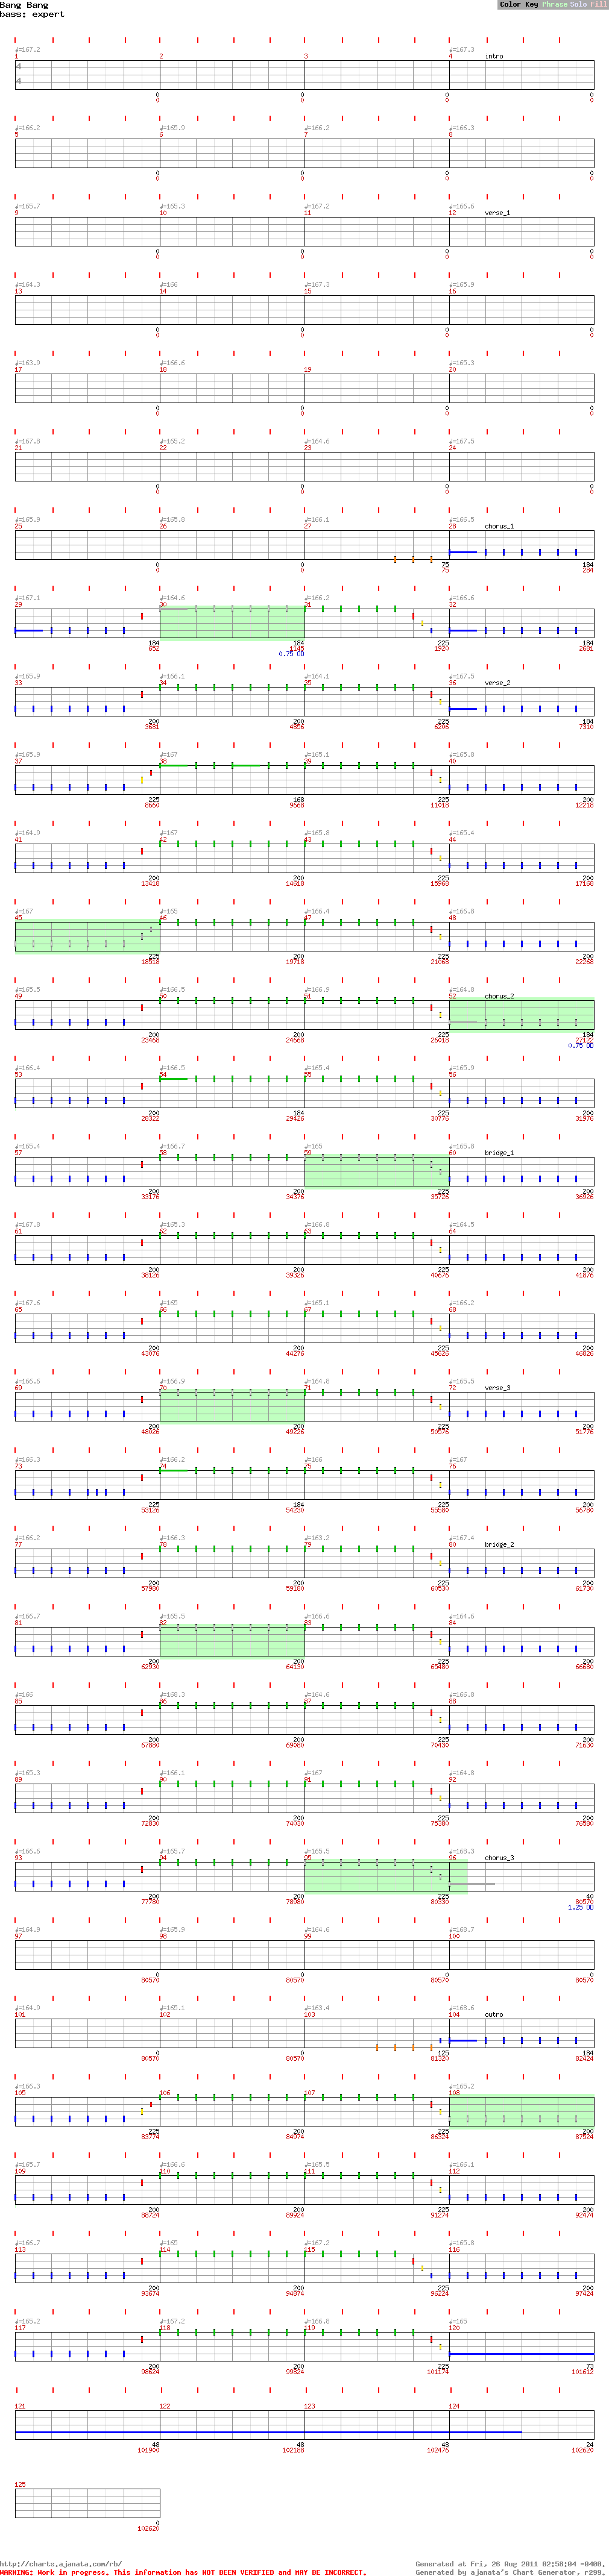 Bang Bang
bass: expert
Color Key Phrase Solo Fill
♩=167.2 ♩=167.3
1 2 3 4 intro
4
4
0 0 0 0
0 0 0 0
♩=166.2 ♩=165.9 ♩=166.2 ♩=166.3
5 6 7 8
0 0 0 0
0 0 0 0
♩=165.7 ♩=165.3 ♩=167.2 ♩=166.6
9 10 11 12 verse_1
0 0 0 0
0 0 0 0
♩=164.3 ♩=166 ♩=167.3 ♩=165.9
13 14 15 16
0 0 0 0
0 0 0 0
♩=163.9 ♩=166.6 ♩=165.3
17 18 19 20
0 0 0 0
0 0 0 0
♩=167.8 ♩=165.2 ♩=164.6 ♩=167.5
21 22 23 24
0 0 0 0
0 0 0 0
♩=165.9 ♩=165.8 ♩=166.1 ♩=166.5
25 26 27 28 chorus_1
0 0 75 184
0 0 75 284
♩=167.1 ♩=164.6 ♩=166.2 ♩=166.6
29 30 31 32
184 184 225 184
652 1145 1920 2681
0.75 OD
♩=165.9 ♩=166.1 ♩=164.1 ♩=167.5
33 34 35 36 verse_2
200 200 225 184
3681 4856 6206 7310
♩=165.9 ♩=167 ♩=165.1 ♩=165.8
37 38 39 40
225 168 225 200
8660 9668 11018 12218
♩=164.9 ♩=167 ♩=165.8 ♩=165.4
41 42 43 44
200 200 225 200
13418 14618 15968 17168
♩=167 ♩=165 ♩=166.4 ♩=166.8
45 46 47 48
225 200 225 200
18518 19718 21068 22268
♩=165.5 ♩=166.5 ♩=166.9 ♩=164.8
49 50 51 52 chorus_2
200 200 225 184
23468 24668 26018 27122
0.75 OD
♩=166.4 ♩=166.5 ♩=165.4 ♩=165.9
53 54 55 56
200 184 225 200
28322 29426 30776 31976
♩=165.4 ♩=166.7 ♩=165 ♩=165.8
57 58 59 60 bridge_1
200 200 225 200
33176 34376 35726 36926
♩=167.8 ♩=165.3 ♩=166.8 ♩=164.5
61 62 63 64
200 200 225 200
38126 39326 40676 41876
♩=167.6 ♩=165 ♩=165.1 ♩=166.2
65 66 67 68
200 200 225 200
43076 44276 45626 46826
♩=166.6 ♩=166.9 ♩=164.8 ♩=165.5
69 70 71 72 verse_3
200 200 225 200
48026 49226 50576 51776
♩=166.3 ♩=166.2 ♩=166 ♩=167
73 74 75 76
225 184 225 200
53126 54230 55580 56780
♩=166.2 ♩=166.3 ♩=163.2 ♩=167.4
77 78 79 80 bridge_2
200 200 225 200
57980 59180 60530 61730
♩=166.7 ♩=165.5 ♩=166.6 ♩=164.6
81 82 83 84
200 200 225 200
62930 64130 65480 66680
♩=166 ♩=168.3 ♩=164.6 ♩=166.8
85 86 87 88
200 200 225 200
67880 69080 70430 71630
♩=165.3 ♩=166.1 ♩=167 ♩=164.8
89 90 91 92
200 200 225 200
72830 74030 75380 76580
♩=166.6 ♩=165.7 ♩=165.5 ♩=168.3
93 94 95 96 chorus_3
200 200 225 40
77780 78980 80330 80570
1.25 OD
♩=164.9 ♩=165.9 ♩=164.6 ♩=168.7
97 98 99 100
0 0 0 0
80570 80570 80570 80570
♩=164.9 ♩=165.1 ♩=163.4 ♩=168.6
101 102 103 104 outro
0 0 125 184
80570 80570 81320 82424
♩=166.3 ♩=165.2
105 106 107 108
225 200 225 200
83774 84974 86324 87524
♩=165.7 ♩=166.6 ♩=165.5 ♩=166.1
109 110 111 112
200 200 225 200
88724 89924 91274 92474
♩=166.7 ♩=165 ♩=167.2 ♩=165.8
113 114 115 116
200 200 225 200
93674 94874 96224 97424
♩=165.2 ♩=167.2 ♩=166.8 ♩=165
117 118 119 120
200 200 225 73
98624 99824 101174 101612
121 122 123 124
48 48 48 24
101900 102188 102476 102620
125
0
102620
http://charts.ajanata.com/rb/ Generated at Fri, 26 Aug 2011 02:58:04 -0400.
WARNING: Work in progress. This information has NOT BEEN VERIFIED and MAY BE INCORRECT. Generated by ajanata's Chart Generator, r299.